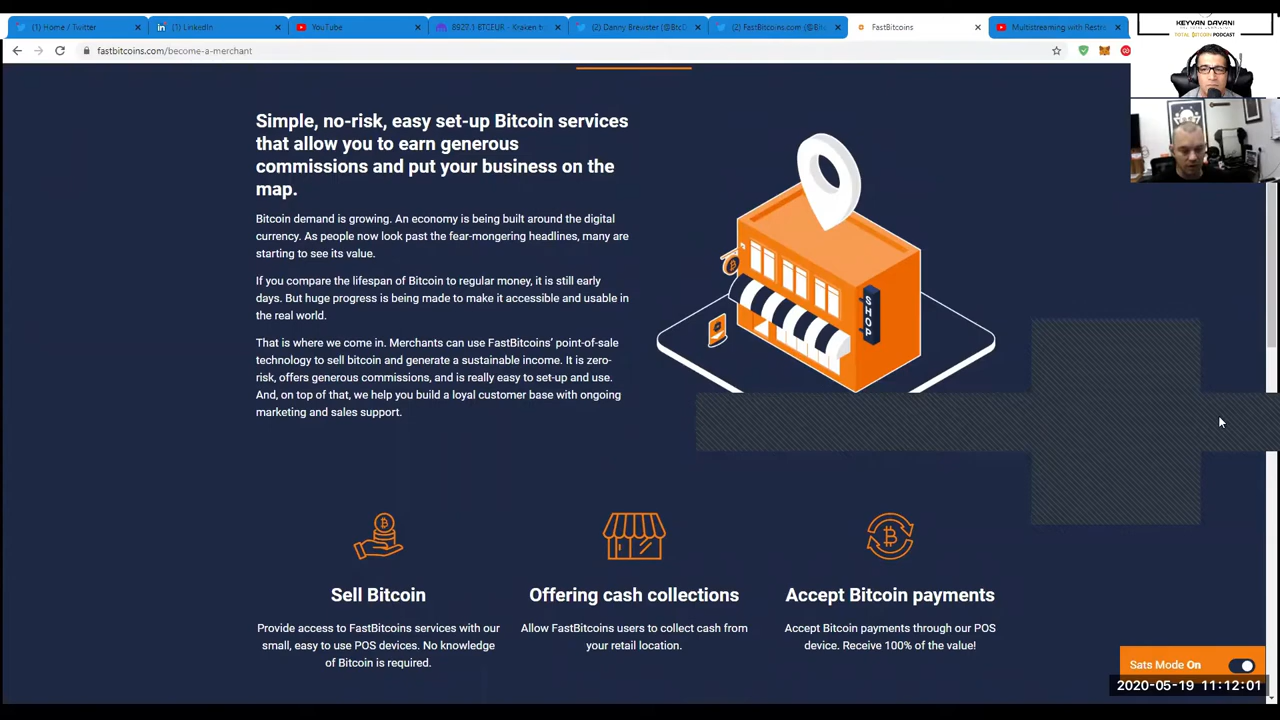 (1) Home / Twitter
(1) LinkedIn
YouTube
8927.1 BTCEUR - Kraken
(2) Danny Brewster (@BtcD
(2) FastBitcoins.com (@Bitc
FastBitcoins
Multistreaming with Restre
KEYVAN DAVANI
TOTAL BITCOIN PODCAST
fastbitcoins.com/become-a-merchant
Simple, no-risk, easy set-up Bitcoin services
that allow you to earn generous
commissions and put your business on the
map.
Bitcoin demand is growing. An economy is being built around the digital
currency. As people now look past the fear-mongering headlines, many are
starting to see its value.
If you compare the lifespan of Bitcoin to regular money, it is still early
days. But huge progress is being made to make it accessible and usable in
the real world.
That is where we come in. Merchants can use FastBitcoins’ point-of-sale
technology to sell bitcoin and generate a sustainable income. It is zero-
risk, offers generous commissions, and is really easy to set-up and use.
And, on top of that, we help you build a loyal customer base with ongoing
marketing and sales support.
SHOP
Sell Bitcoin
Provide access to FastBitcoins services with our
small, easy to use POS devices. No knowledge
of Bitcoin is required.
Offering cash collections
Allow FastBitcoins users to collect cash from
your retail location.
Accept Bitcoin payments
Accept Bitcoin payments through our POS
device. Receive 100% of the value!
Sats Mode On
2020-05-19 11:12:01